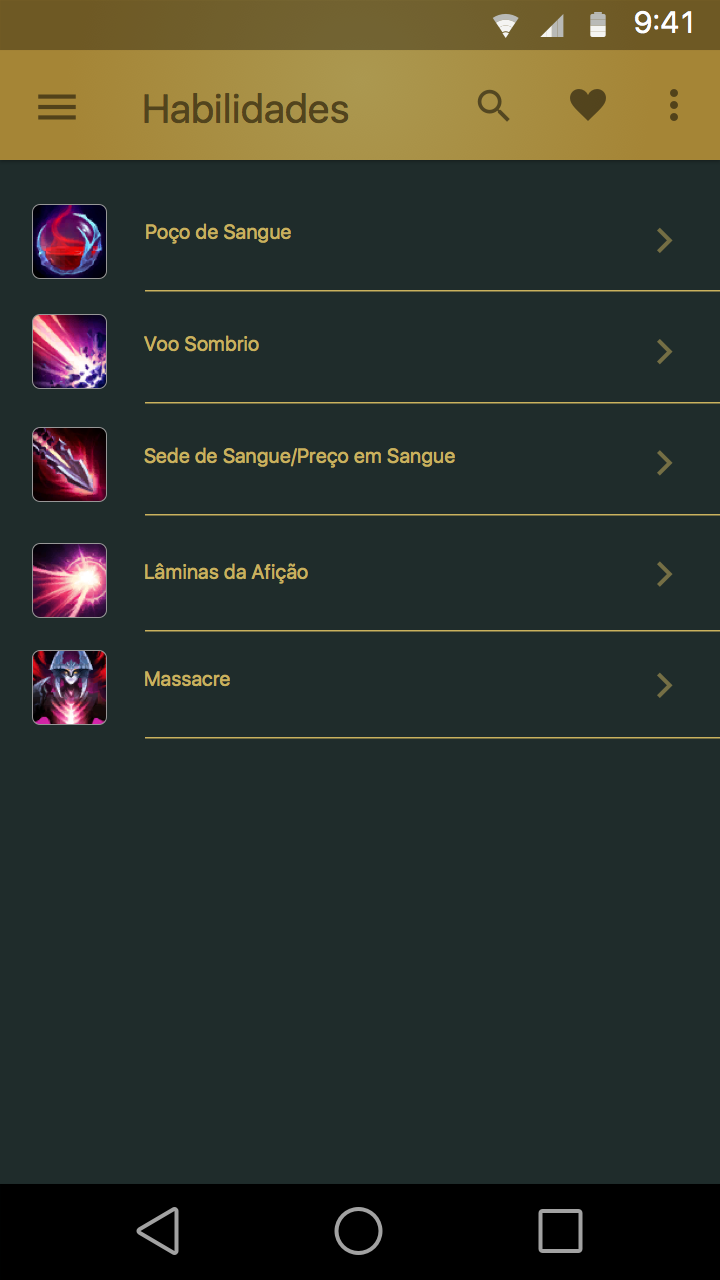 9:41
Habilidades
Poço de Sangue
Voo Sombrio
Sede de Sangue/Preço em Sangue
Lâminas da Afição
Massacre